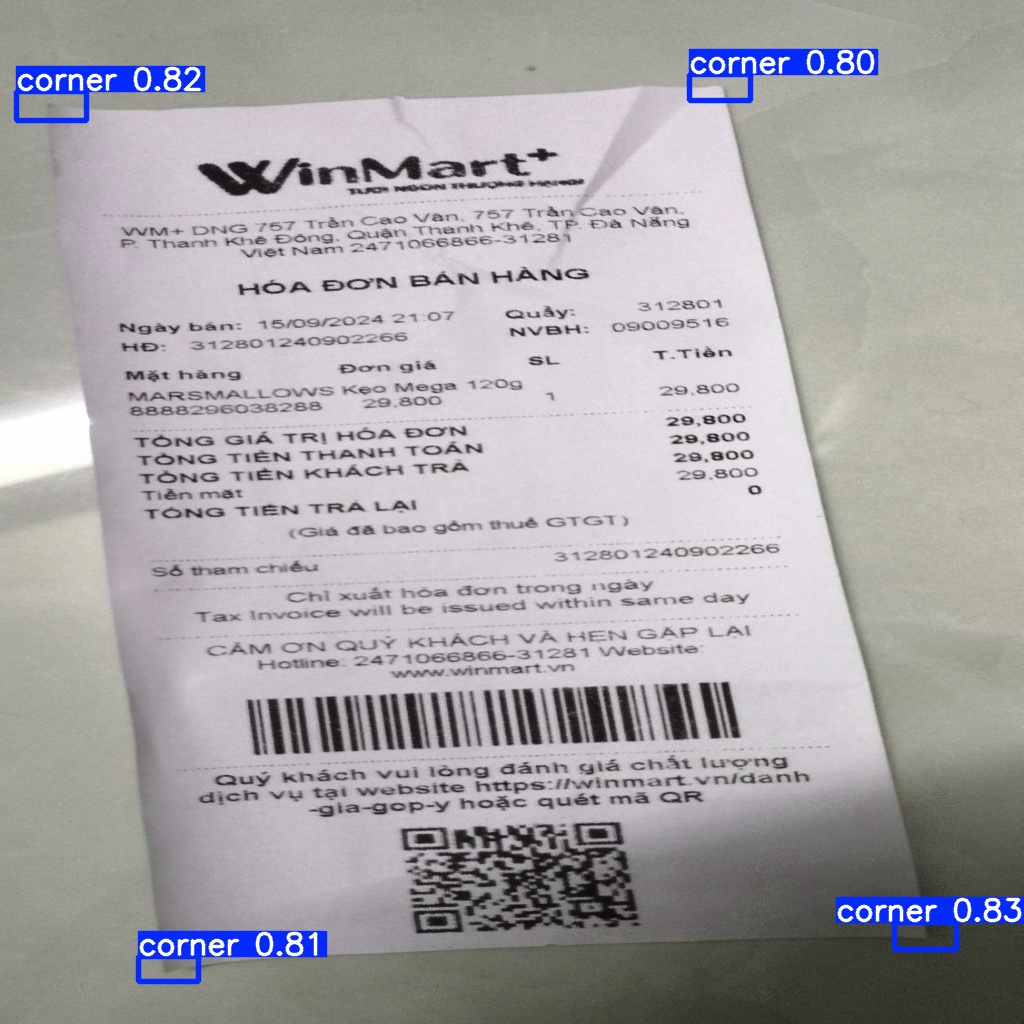 corner 0.82
corner 0.80
WinMart+
TƯƠI NGON THƯỢNG HẠNG
WM+ DNG 757 Trần Cao Vân, 757 Trần Cao Vân,
P. Thanh Khê Đông, Quận Thanh Khê, TP. Đà Nẵng
Việt Nam 2471066866-31281
HÓA ĐƠN BÁN HÀNG
Ngày bán: 15/09/2024 21:07 Quầy: 312801
HĐ: 312801240902266 NVBH: 09009516
Mặt hàng Đơn giá SL T.Tiền
MARSMALLOWS Kẹo Mega 120g
8888296038288 29,800 1 29,800
TỔNG GIÁ TRỊ HÓA ĐƠN 29,800
TỔNG TIỀN THANH TOÁN 29,800
TỔNG TIỀN KHÁCH TRẢ 29,800
Tiền mặt 29,800
TỔNG TIỀN TRẢ LẠI 0
(Giá đã bao gồm thuế GTGT)
Số tham chiếu 312801240902266
Chỉ xuất hóa đơn trong ngày
Tax Invoice will be issued within same day
CẢM ƠN QUÝ KHÁCH VÀ HẸN GẶP LẠI
Hotline: 2471066866-31281 Website:
www.winmart.vn
Quý khách vui lòng đánh giá chất lượng
dịch vụ tại website https://winmart.vn/danh
-gia-gop-y hoặc quét mã QR
corner 0.83
corner 0.81